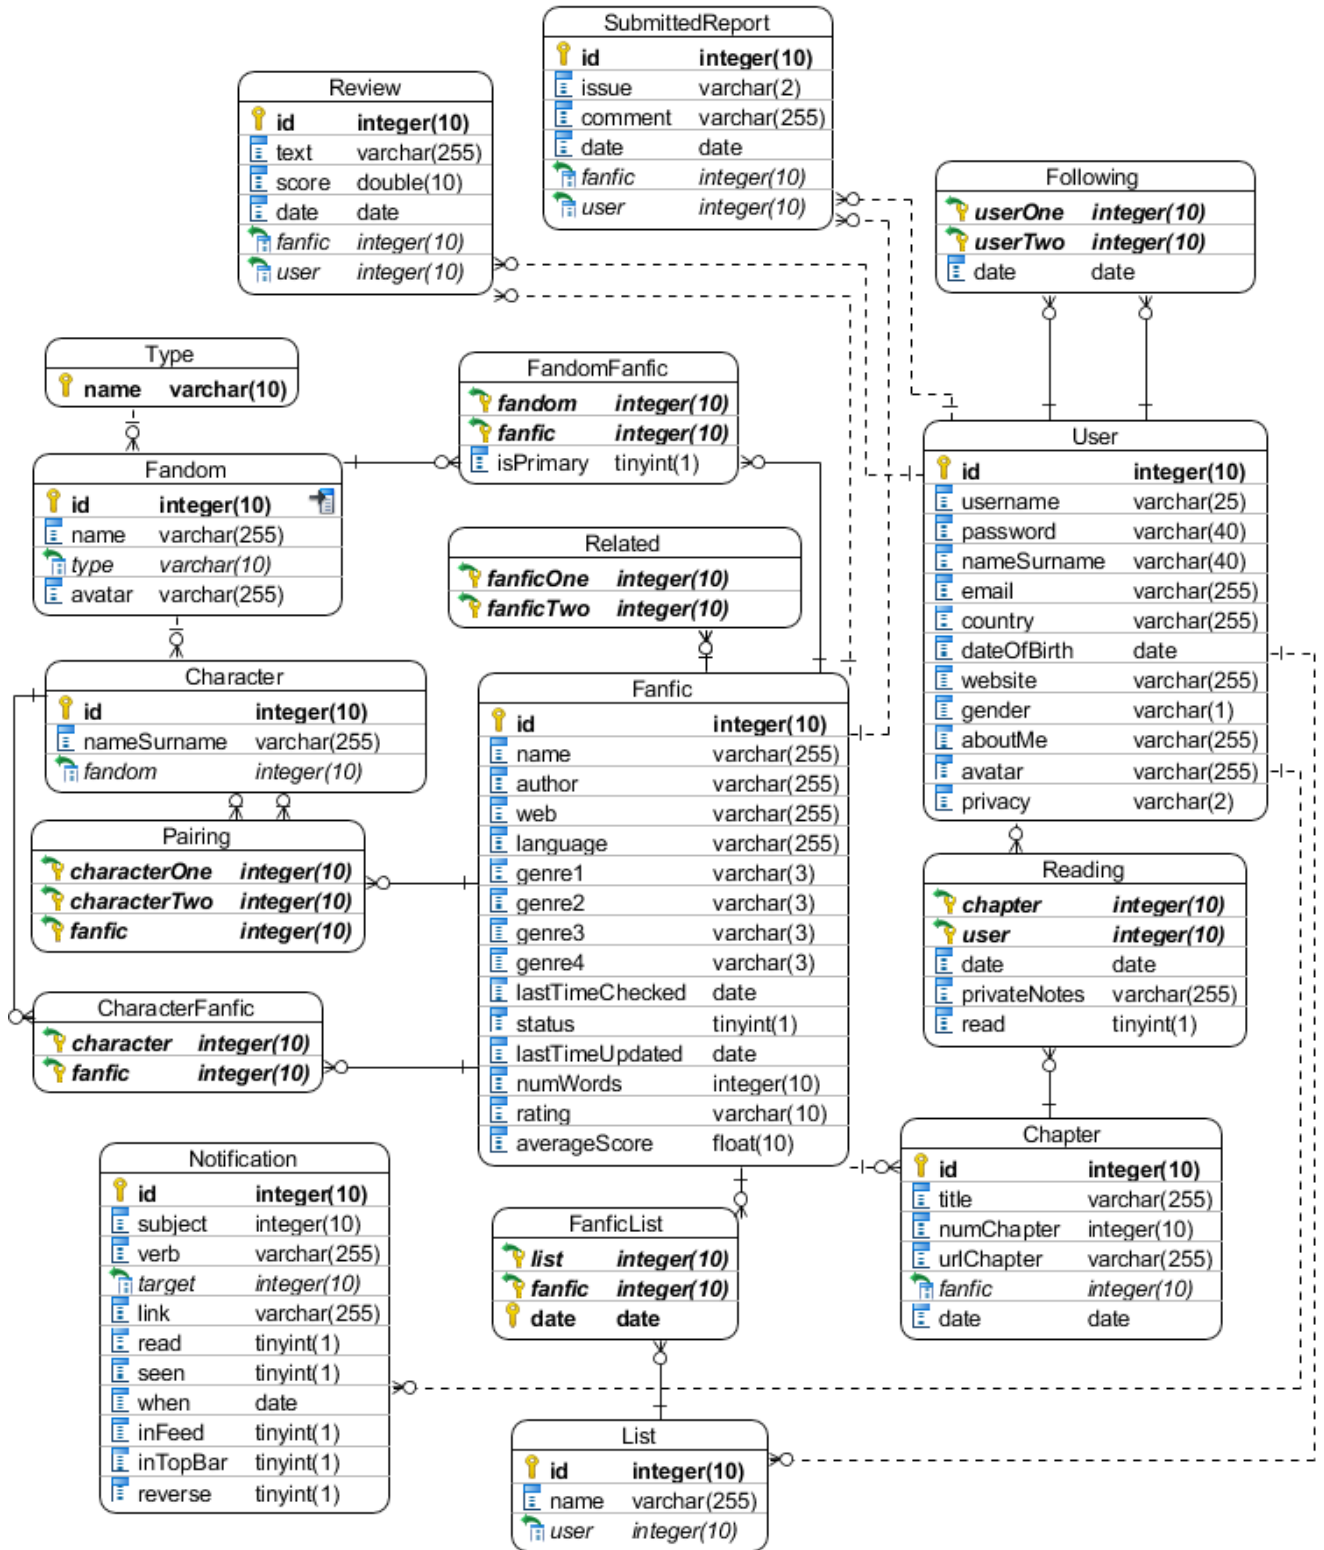 SubmittedReport
id integer(10)
issue varchar(2)
comment varchar(255)
date date
fanfic integer(10)
user integer(10)
Review
id integer(10)
text varchar(255)
score double(10)
date date
fanfic integer(10)
user integer(10)
Following
userOne integer(10)
userTwo integer(10)
date date
Type
name varchar(10)
FandomFanfic
fandom integer(10)
fanfic integer(10)
isPrimary tinyint(1)
User
id integer(10)
username varchar(25)
password varchar(40)
nameSurname varchar(40)
email varchar(255)
country varchar(255)
dateOfBirth date
website varchar(255)
gender varchar(1)
aboutMe varchar(255)
avatar varchar(255)
privacy varchar(2)
Fandom
id integer(10)
name varchar(255)
type varchar(10)
avatar varchar(255)
Related
fanficOne integer(10)
fanficTwo integer(10)
Character
id integer(10)
nameSurname varchar(255)
fandom integer(10)
Fanfic
id integer(10)
name varchar(255)
author varchar(255)
web varchar(255)
language varchar(255)
genre1 varchar(3)
genre2 varchar(3)
genre3 varchar(3)
genre4 varchar(3)
lastTimeChecked date
status tinyint(1)
lastTimeUpdated date
numWords integer(10)
rating varchar(10)
averageScore float(10)
Pairing
characterOne integer(10)
characterTwo integer(10)
fanfic integer(10)
Reading
chapter integer(10)
user integer(10)
date date
privateNotes varchar(255)
read tinyint(1)
CharacterFanfic
character integer(10)
fanfic integer(10)
Chapter
id integer(10)
title varchar(255)
numChapter integer(10)
urlChapter varchar(255)
fanfic integer(10)
date date
Notification
id integer(10)
subject integer(10)
verb varchar(255)
target integer(10)
link varchar(255)
read tinyint(1)
seen tinyint(1)
when date
inFeed tinyint(1)
inTopBar tinyint(1)
reverse tinyint(1)
FanficList
list integer(10)
fanfic integer(10)
date date
List
id integer(10)
name varchar(255)
user integer(10)